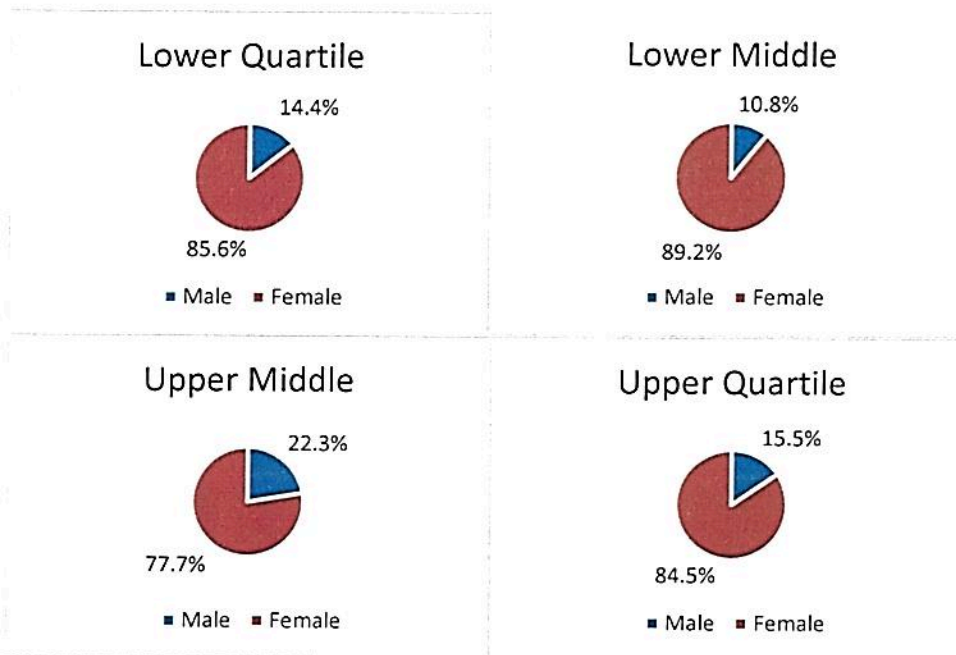 Lower Quartile
14.4%
85.6%
Male Female
Lower Middle
10.8%
89.2%
Male Female
Upper Middle
22.3%
77.7%
Male Female
Upper Quartile
15.5%
84.5%
Male Female